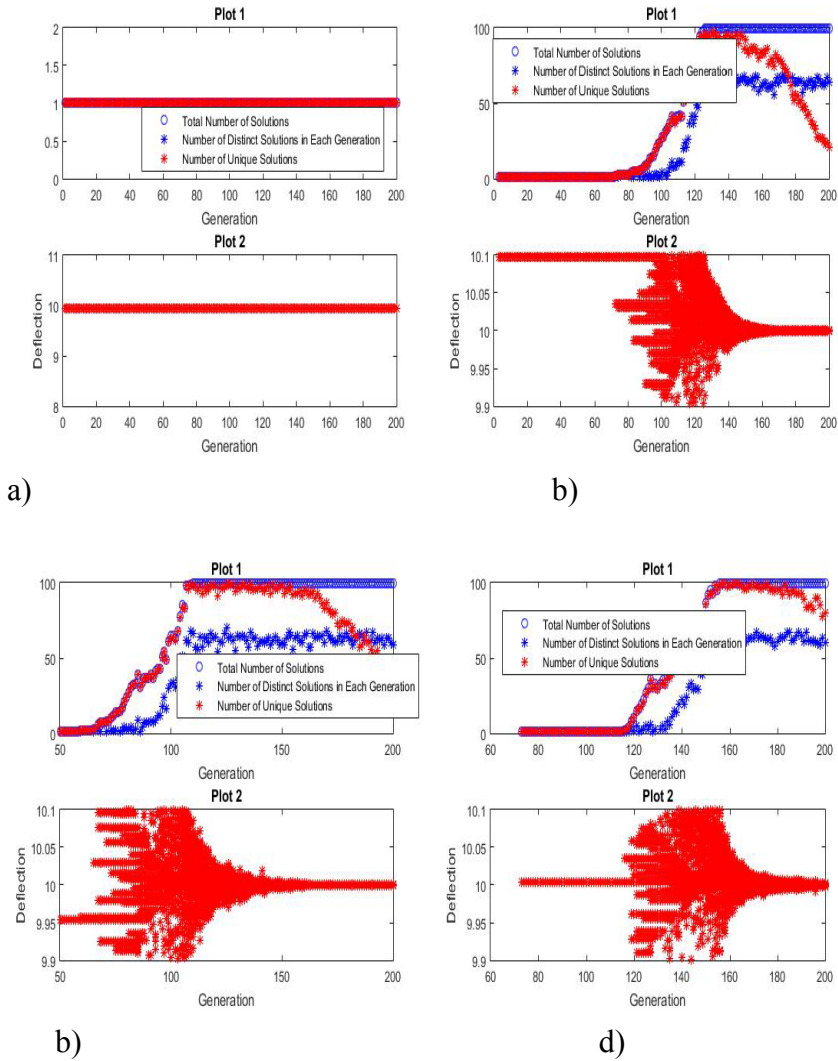 Plot 1
2
1.5
1
0.5
0
Total Number of Solutions
Number of Distinct Solutions in Each Generation
Number of Unique Solutions
0 20 40 60 80 100 120 140 160 180 200
Generation
Plot 2
11
10
9
8
Deflection
0 20 40 60 80 100 120 140 160 180 200
Generation
a)
Plot 1
100
50
0
Total Number of Solutions
Number of Distinct Solutions in Each Generation
Number of Unique Solutions
0 20 40 60 80 100 120 140 160 180 200
Generation
Plot 2
10.1
10.05
10
9.95
9.9
Deflection
0 20 40 60 80 100 120 140 160 180 200
Generation
b)
Plot 1
100
50
0
Total Number of Solutions
Number of Distinct Solutions in Each Generation
Number of Unique Solutions
50 100 150 200
Generation
Plot 2
10.1
10.05
10
9.95
9.9
Deflection
50 100 150 200
Generation
b)
Plot 1
100
50
0
Total Number of Solutions
Number of Distinct Solutions in Each Generation
Number of Unique Solutions
60 80 100 120 140 160 180 200
Generation
Plot 2
10.1
10.05
10
9.95
9.9
Deflection
60 80 100 120 140 160 180 200
Generation
d)